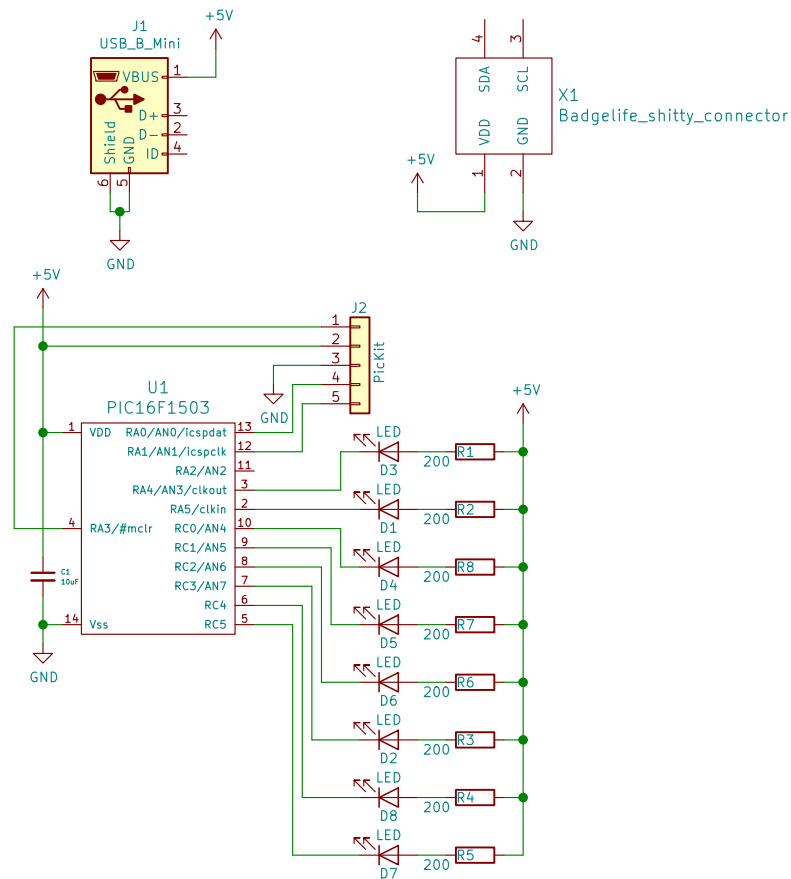 J1
USB_B_Mini
VBUS
1
D+
3
D-
2
ID
4
Shield
GND
6
5
GND
+5V
4
3
SDA
SCL
VDD
GND
1
2
X1
Badgelife_shitty_connector
+5V
GND
+5V
J2
PicKit
1
2
3
4
5
GND
U1
PIC16F1503
1
VDD
RA0/AN0/icspdat
13
RA1/AN1/icspclk
12
RA2/AN2
11
RA4/AN3/clkout
3
RA5/clkin
2
4
RA3/#mclr
RC0/AN4
10
RC1/AN5
9
RC2/AN6
8
RC3/AN7
7
RC4
6
14
Vss
RC5
5
C1
10uF
GND
+5V
LED
D3
200
R1
LED
D1
200
R2
LED
D4
200
R8
LED
D5
200
R7
LED
D6
200
R6
LED
D2
200
R3
LED
D8
200
R4
LED
D7
200
R5